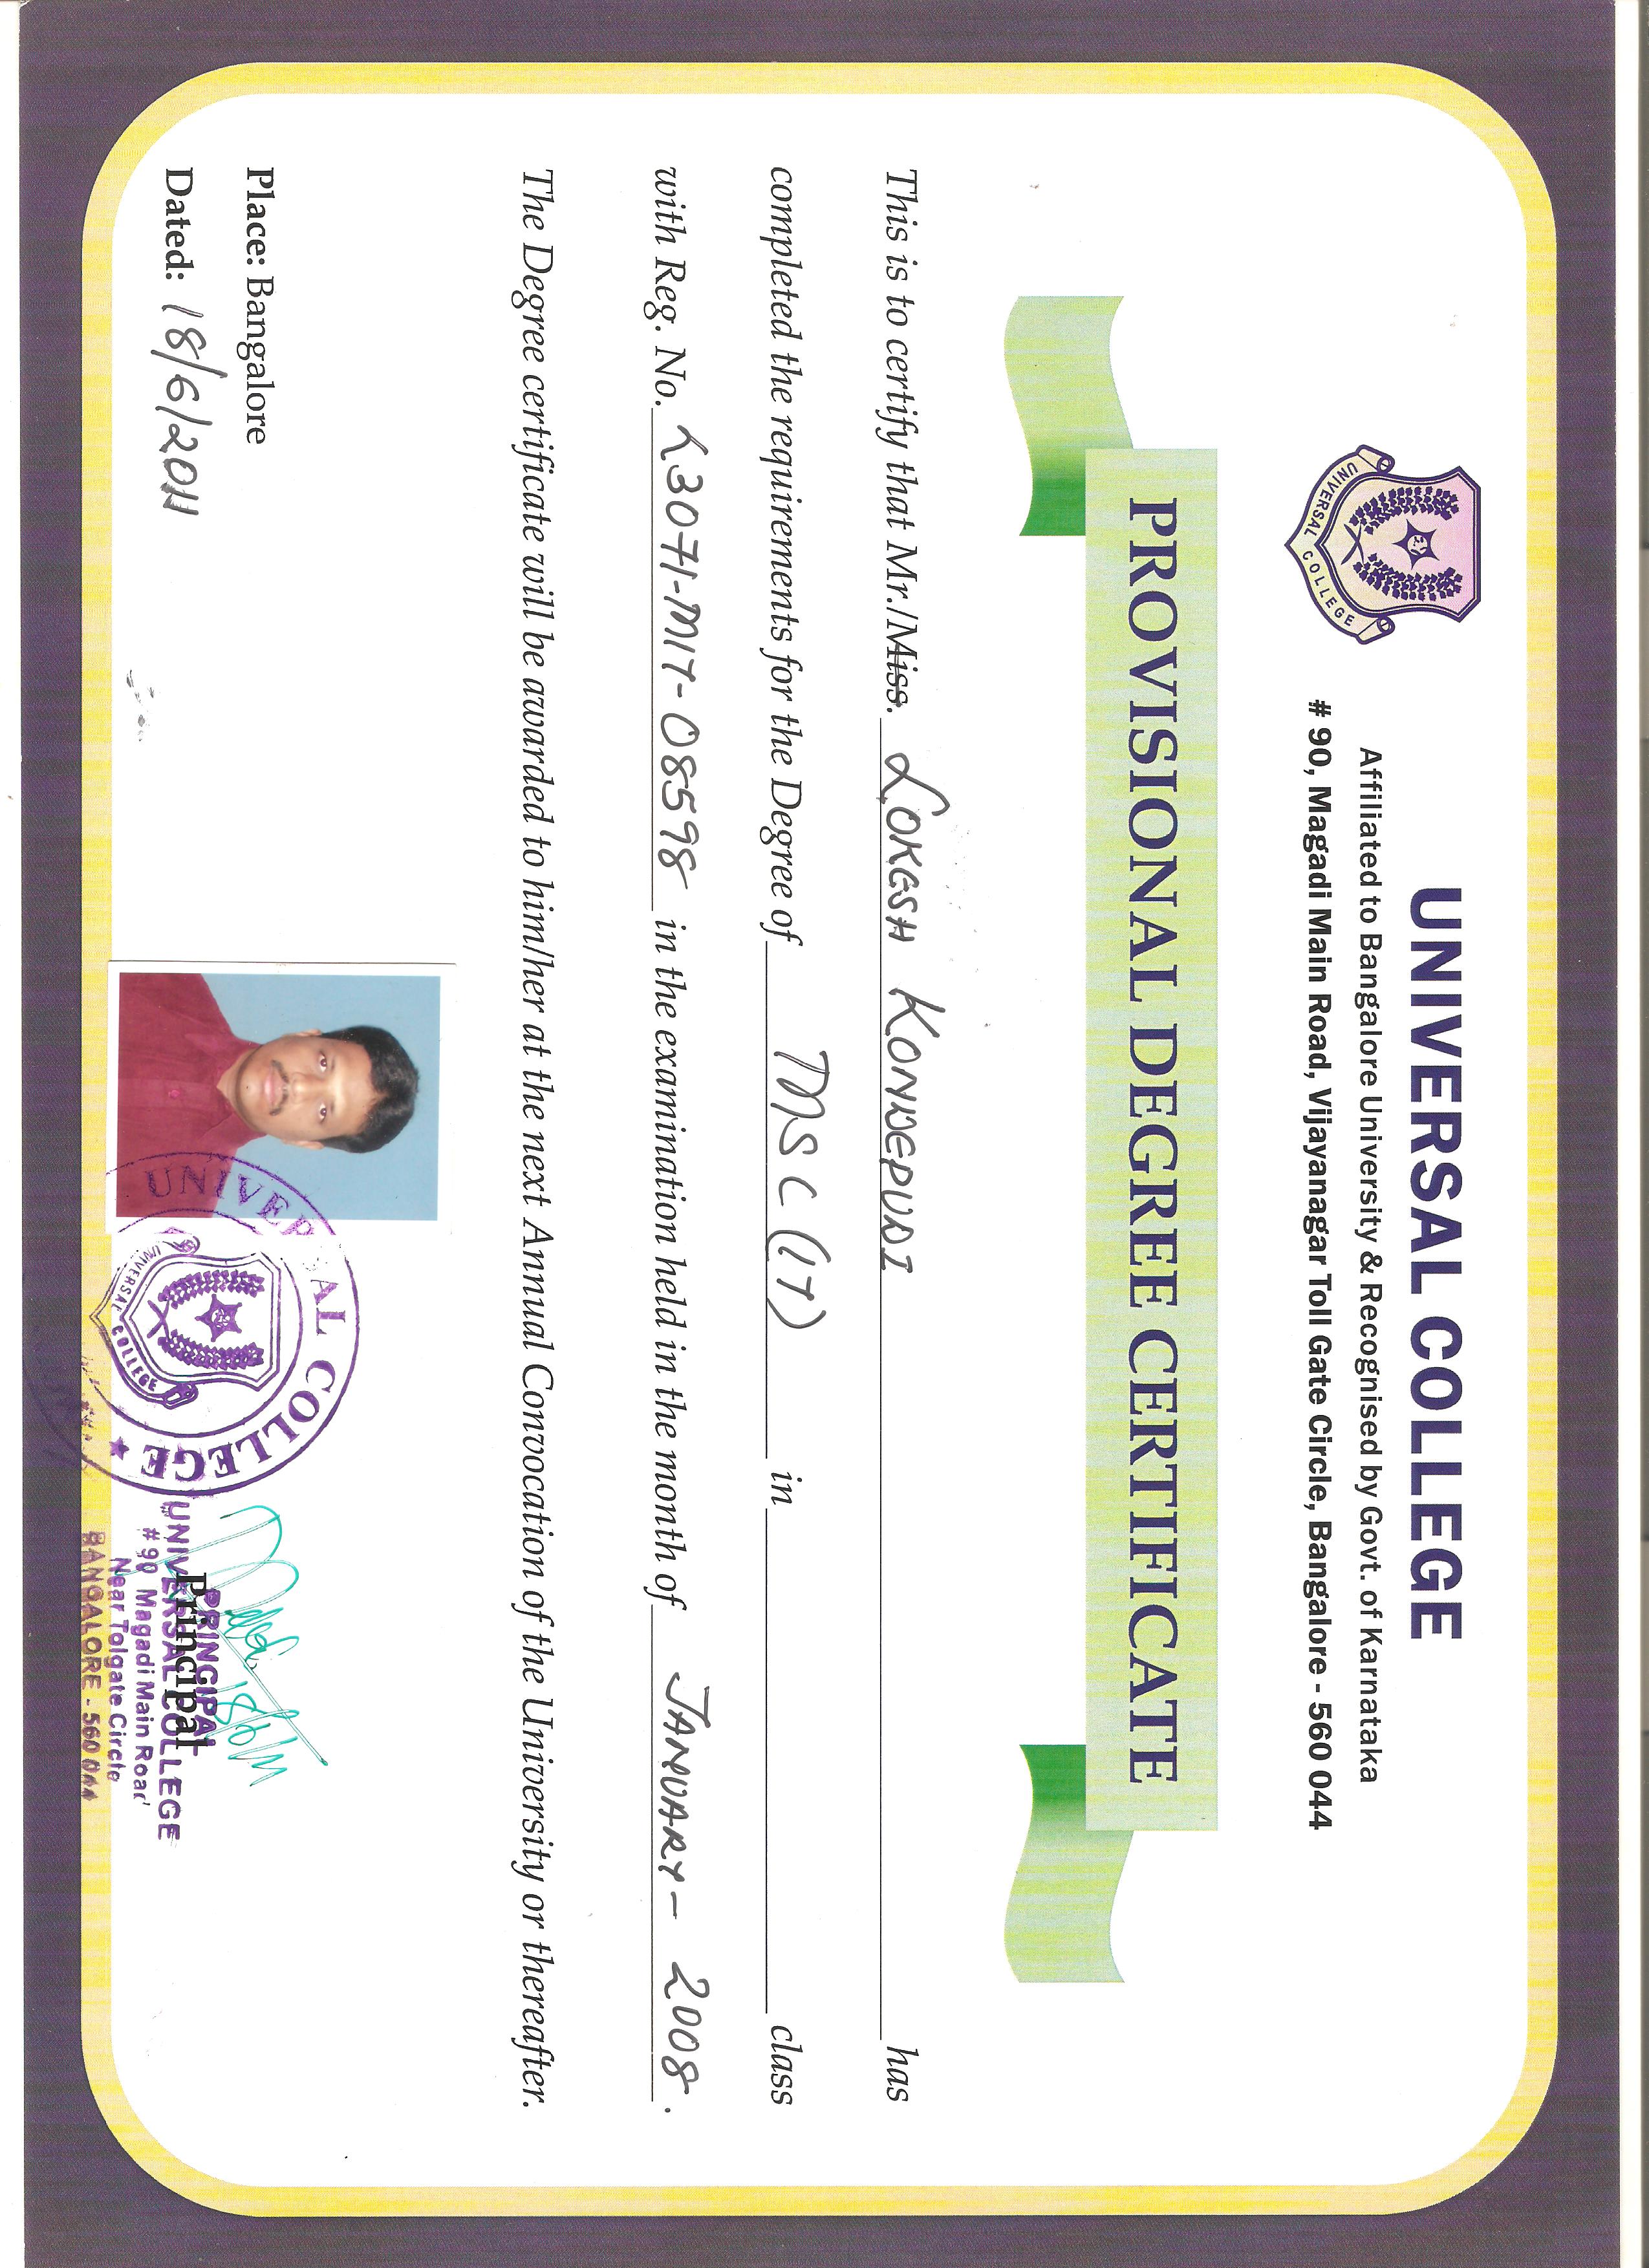 UNIVERSAL COLLEGE
Affiliated to Bangalore University & Recognised by Govt. of Karnataka
# 90, Magadi Main Road, Vijayanagar Toll Gate Circle, Bangalore - 560 044
UNIVERSAL COLLEGE
PROVISIONAL DEGREE CERTIFICATE
This is to certify that Mr./Miss. LOKESH KONDEPUDI has
completed the requirements for the Degree of MSC (IT) in class
with Reg. No. L3071-MIT-08598 in the examination held in the month of JANUARY - 2008.
The Degree certificate will be awarded to him/her at the next Annual Convocation of the University or thereafter.
Place: Bangalore
Dated: 18/6/2011
UNIVERSAL COLLEGE ★
UNIVERSAL COLLEGE
18/6/11
Principal
PRINCIPAL
UNIVERSAL COLLEGE
# 90 Magadi Main Road
Near Tolgate Circle
BANGALORE - 560 044